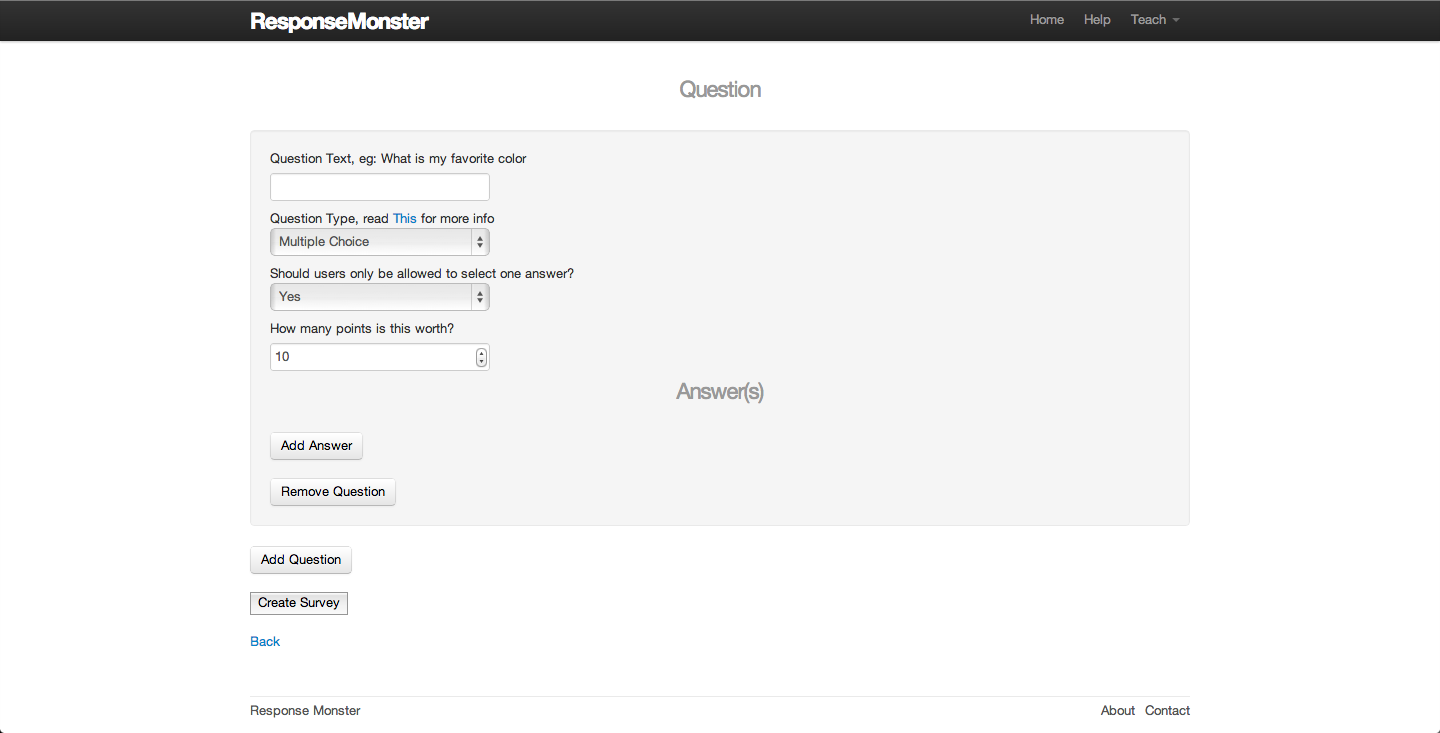 ResponseMonster Home Help Teach
Question
Question Text, eg: What is my favorite color
Question Type, read This for more info
Multiple Choice
Should users only be allowed to select one answer?
Yes
How many points is this worth?
10
Answer(s)
Add Answer
Remove Question
Add Question
Create Survey
Back
Response Monster About Contact